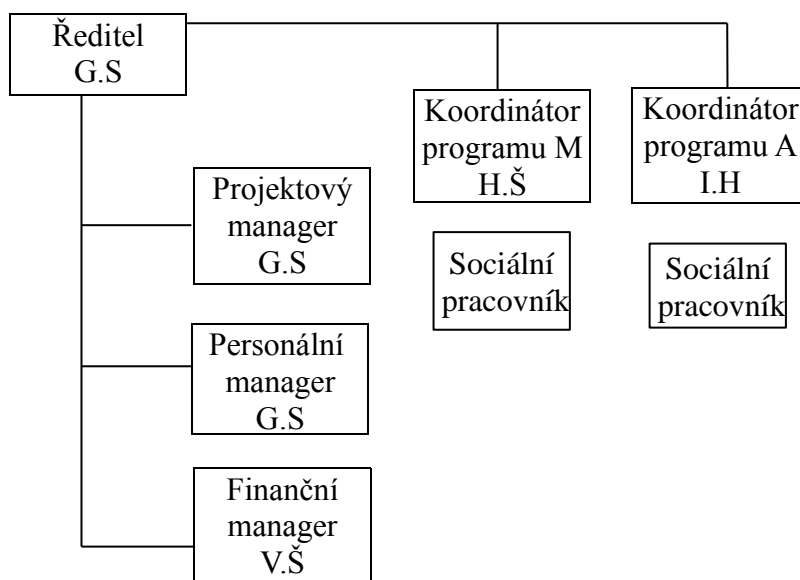 Ředitel
G.S
Koordinátor
programu M
H.Š
Koordinátor
programu A
I.H
Projektový
manager
G.S
Sociální
pracovník
Sociální
pracovník
Personální
manager
G.S
Finanční
manager
V.Š